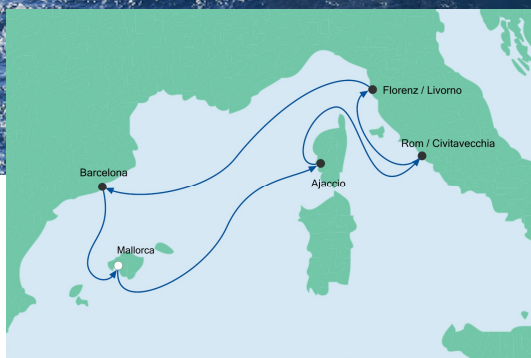 Florenz / Livorno
Rom / Civitavecchia
Barcelona
Ajaccio
Mallorca